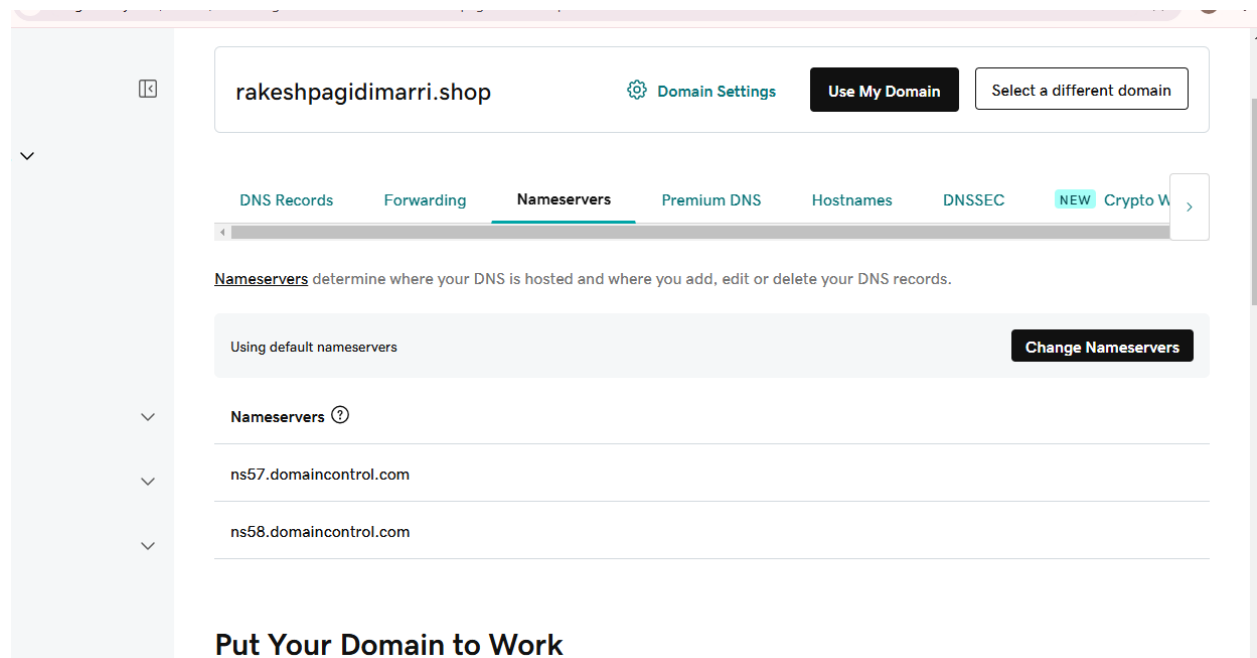 rakeshpagidimarri.shop Domain Settings Use My Domain Select a different domain
DNS Records Forwarding Nameservers Premium DNS Hostnames DNSSEC NEW Crypto
Nameservers determine where your DNS is hosted and where you add, edit or delete your DNS records.
Using default nameservers Change Nameservers
Nameservers ?
ns57.domaincontrol.com
ns58.domaincontrol.com
Put Your Domain to Work